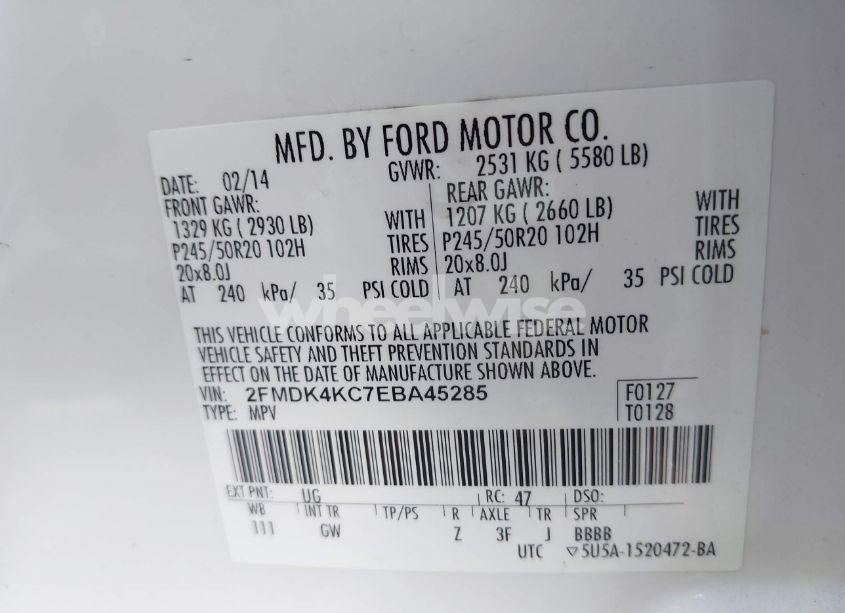 MFD. BY FORD MOTOR CO.
DATE: 02/14 GVWR: 2531 KG ( 5580 LB)
FRONT GAWR: REAR GAWR:
1329 KG ( 2930 LB) WITH 1207 KG ( 2660 LB) WITH
P245/50R20 102H TIRES P245/50R20 102H TIRES
20x8.0J RIMS 20x8.0J RIMS
AT 240 kPa/ 35 PSI COLD AT 240 kPa/ 35 PSI COLD
wheelwise
THIS VEHICLE CONFORMS TO ALL APPLICABLE FEDERAL MOTOR
VEHICLE SAFETY AND THEFT PREVENTION STANDARDS IN
EFFECT ON THE DATE OF MANUFACTURE SHOWN ABOVE.
VIN: 2FMDK4KC7EBA45285 F0127
TYPE: MPV T0128
EXT PNT: UG RC: 47 DSO:
WB INT TR TP/PS R AXLE TR SPR
111 GW Z 3F J BBBB
UTC ▽5U5A-1520472-BA